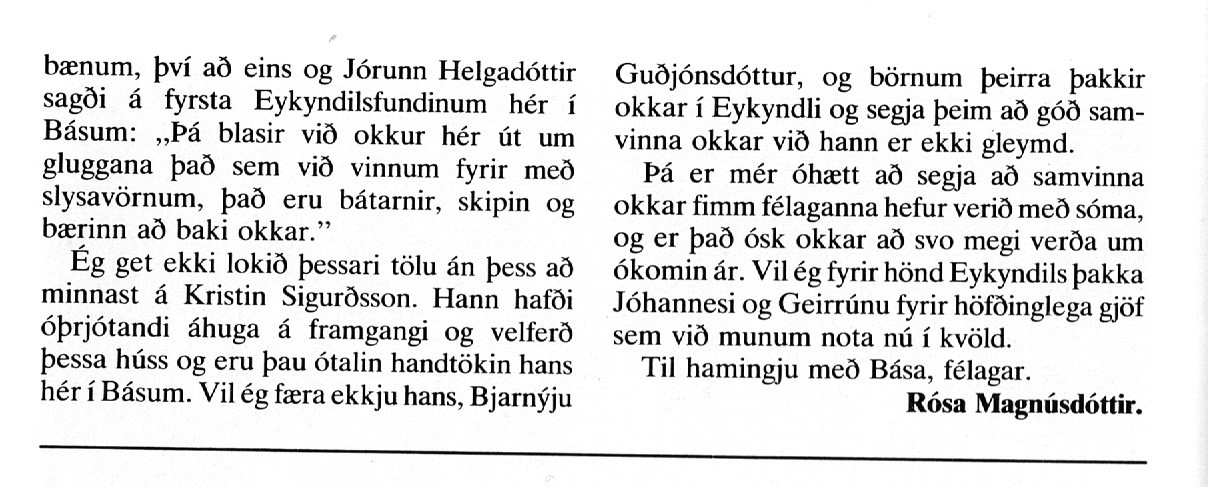 bænum, því að eins og Jórunn Helgadóttir
sagði á fyrsta Eykyndilsfundinum hér í
Básum: ,,Þá blasir við okkur hér út um
gluggana það sem við vinnum fyrir með
slysavörnum, það eru bátarnir, skipin og
bærinn að baki okkar.”
Ég get ekki lokið þessari tölu án þess að
minnast á Kristin Sigurðsson. Hann hafði
óþrjótandi áhuga á framgangi og velferð
þessa húss og eru þau ótalin handtökin hans
hér í Básum. Vil ég færa ekkju hans, Bjarnýju
Guðjónsdóttur, og börnum þeirra þakkir
okkar í Eykyndli og segja þeim að góð sam-
vinna okkar við hann er ekki gleymd.
Þá er mér óhætt að segja að samvinna
okkar fimm félaganna hefur verið með sóma,
og er það ósk okkar að svo megi verða um
ókomin ár. Vil ég fyrir hönd Eykyndils þakka
Jóhannesi og Geirrúnu fyrir höfðinglega gjöf
sem við munum nota nú í kvöld.
Til hamingju með Bása, félagar.
Rósa Magnúsdóttir.